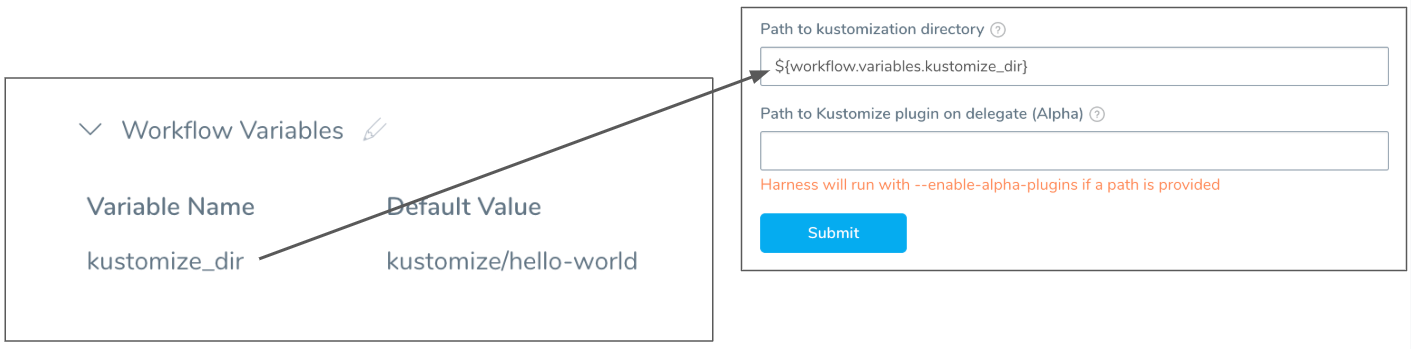 Workflow Variables
Variable Name Default Value
kustomize_dir kustomize/hello-world
Path to kustomization directory ?
${workflow.variables.kustomize_dir}
Path to Kustomize plugin on delegate (Alpha) ?
Harness will run with --enable-alpha-plugins if a path is provided
Submit